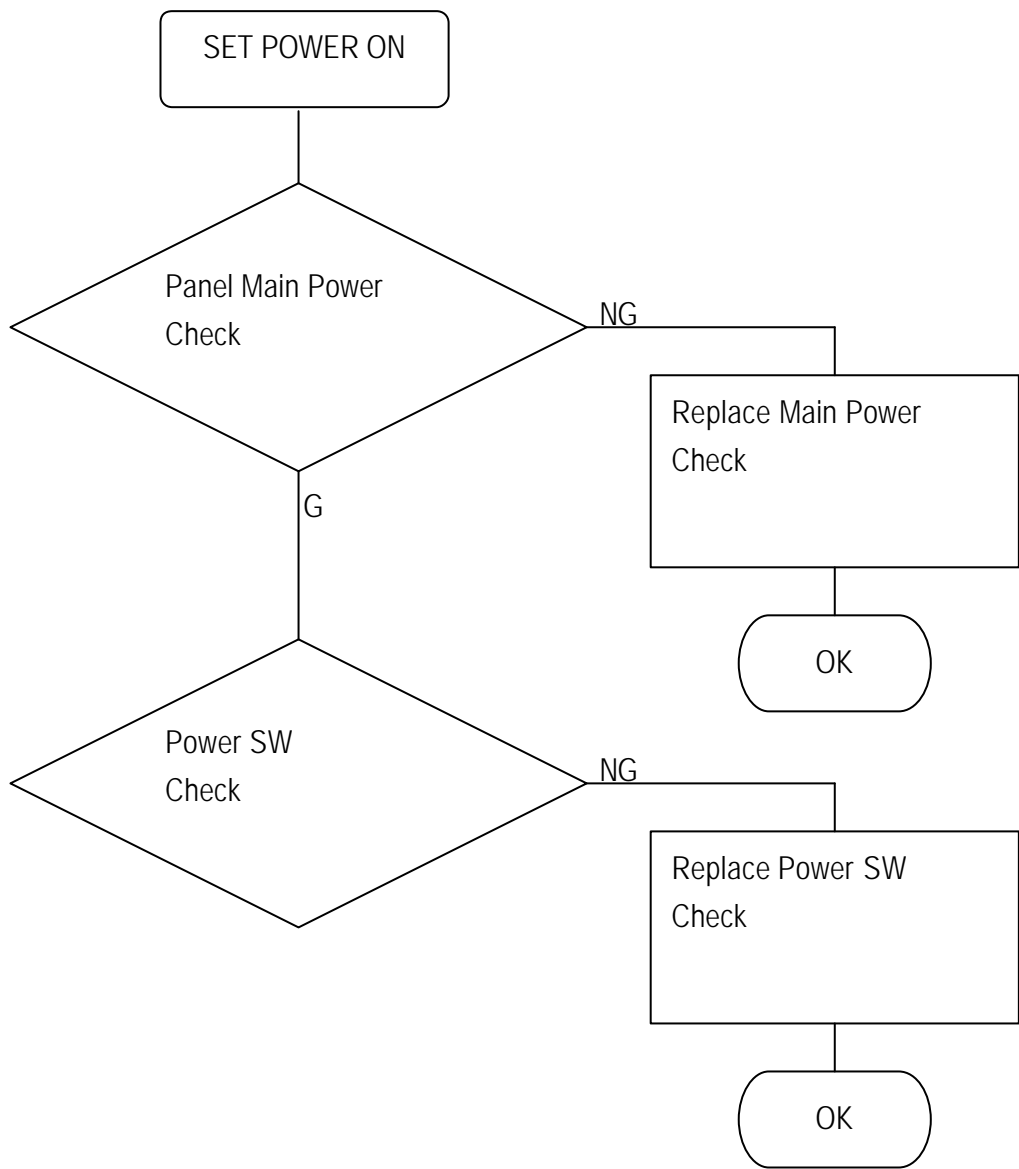 SET POWER ON
Panel Main Power
Check
NG
Replace Main Power
Check
G
OK
Power SW
Check
NG
Replace Power SW
Check
OK